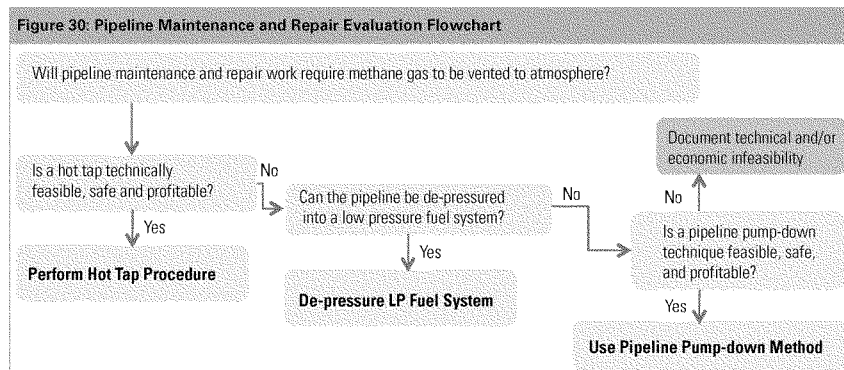 Figure 30: Pipeline Maintenance and Repair Evaluation Flowchart
Will pipeline maintenance and repair work require methane gas to be vented to atmosphere?
Is a hot tap technically
feasible, safe and profitable?
No
Yes
Perform Hot Tap Procedure
Can the pipeline be de-pressured
into a low pressure fuel system?
No
Yes
De-pressure LP Fuel System
Document technical and/or
economic infeasibility
No
Is a pipeline pump-down
technique feasible, safe,
and profitable?
Yes
Use Pipeline Pump-down Method